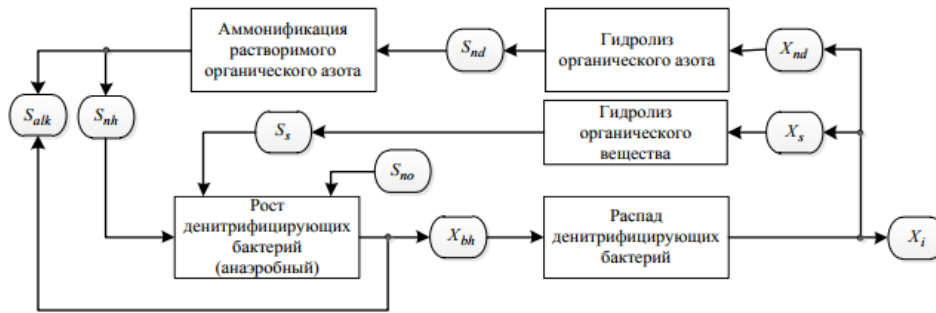 Аммонификация
растворимого
органического азота
S_nd
Гидролиз
органического азота
X_nd
S_alk
S_nh
S_s
Гидролиз
органического
вещества
X_s
S_no
Рост
денитрифицирующих
бактерий
(анаэробный)
X_bh
Распад
денитрифицирующих
бактерий
X_i